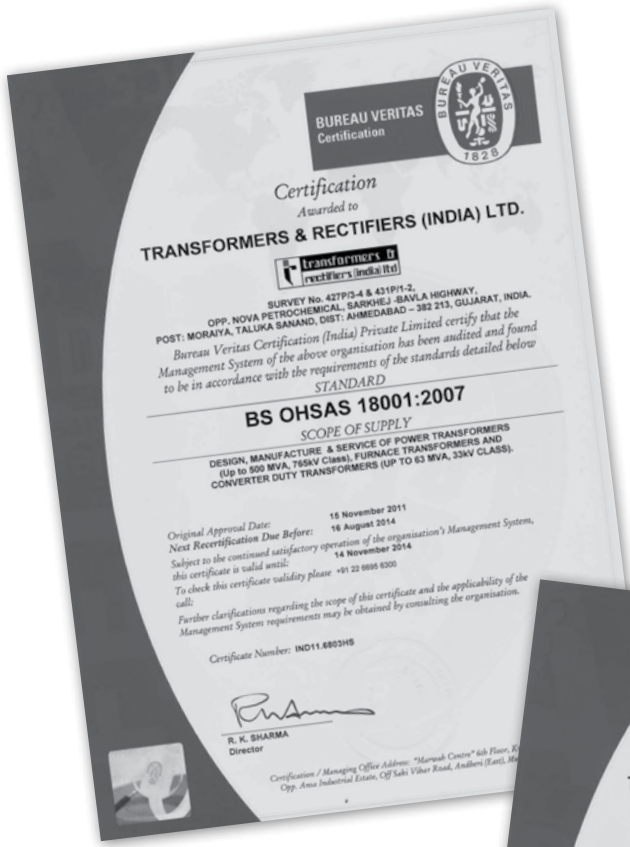 BUREAU VERITAS
Certification
BUREAU VERITAS
1828
Certification
Awarded to
TRANSFORMERS & RECTIFIERS (INDIA) LTD.
transformers &
rectifiers (india) ltd
SURVEY No. 427P/3-4 & 431P/1-2,
OPP. NOVA PETROCHEMICAL, SARKHEJ -BAVLA HIGHWAY,
POST: MORAIYA, TALUKA SANAND, DIST: AHMEDABAD – 382 213, GUJARAT, INDIA.
Bureau Veritas Certification (India) Private Limited certify that the
Management System of the above organisation has been audited and found
to be in accordance with the requirements of the standards detailed below
STANDARD
BS OHSAS 18001:2007
SCOPE OF SUPPLY
DESIGN, MANUFACTURE & SERVICE OF POWER TRANSFORMERS
(Up to 500 MVA, 765kV Class), FURNACE TRANSFORMERS AND
CONVERTER DUTY TRANSFORMERS (UP TO 63 MVA, 33kV CLASS).
Original Approval Date: 15 November 2011
Next Recertification Due Before: 16 August 2014
Subject to the continued satisfactory operation of the organisation's Management System,
this certificate is valid until: 14 November 2014
To check this certificate validity please +91 22 6695 6300
call:
Further clarifications regarding the scope of this certificate and the applicability of the
Management System requirements may be obtained by consulting the organisation.
Certificate Number: IND11.6803HS
R. K. SHARMA
Director
Certification / Managing Office Address: "Marwah Centre" 6th Floor,
Opp. Ansa Industrial Estate, Off Saki Vihar Road, Andheri (East),